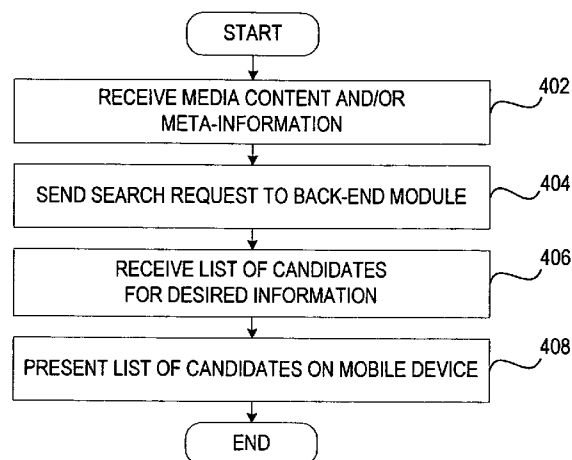 START
RECEIVE MEDIA CONTENT AND/OR
META-INFORMATION
402
SEND SEARCH REQUEST TO BACK-END MODULE
404
RECEIVE LIST OF CANDIDATES
FOR DESIRED INFORMATION
406
PRESENT LIST OF CANDIDATES ON MOBILE DEVICE
408
END